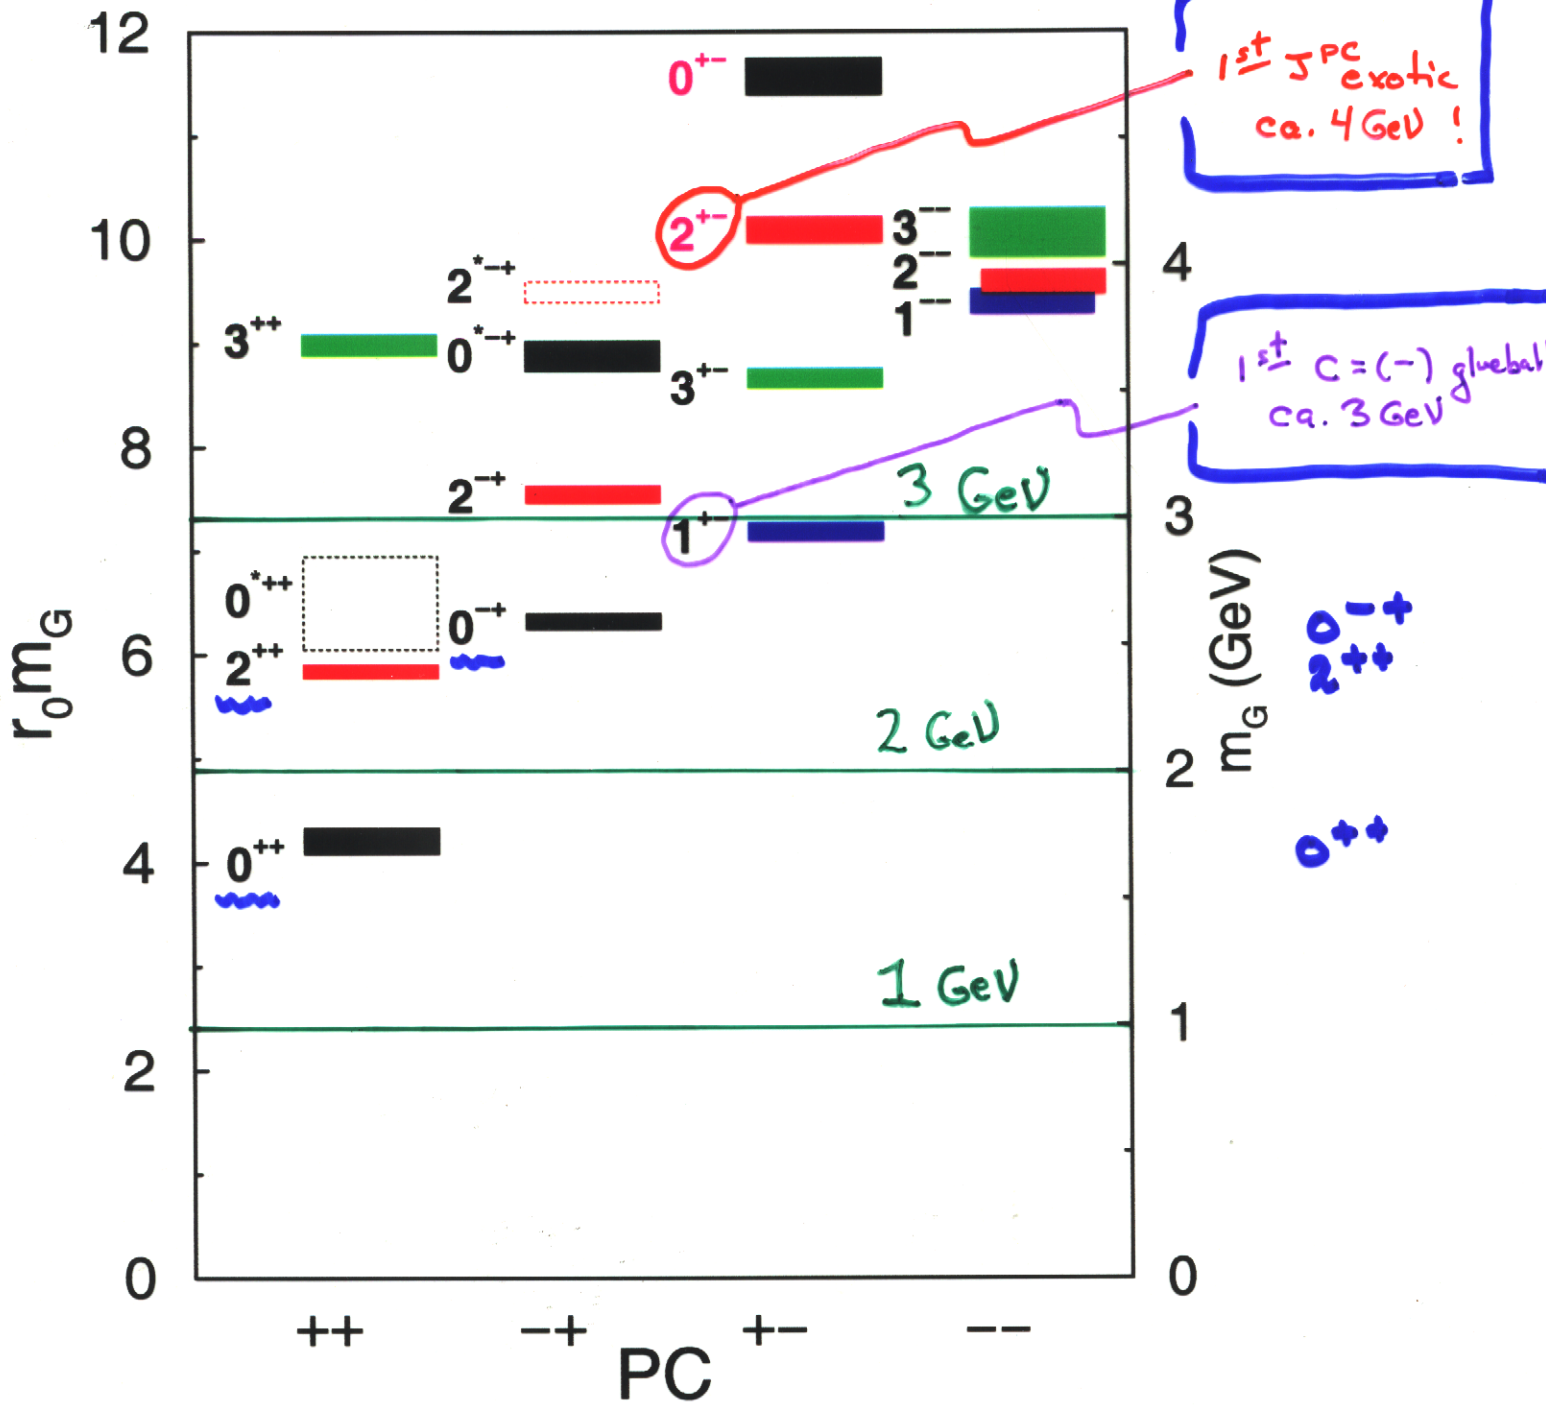 12
0+-
1st JPC
exotic
ca. 4 GeV !
10
2+-
3--
2*-+
2--
4
3++
0*-+
1--
3+-
1st C=(-)
ca. 3 GeV
8
2-+
3 GeV
1+-
3
0*++
0-+
6
2++
r0mG
mG (GeV)
0-+
2++
2 GeV
2
4
0++
0++
1 GeV
1
2
0
0
++ -+ +- --
PC